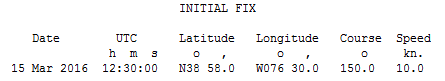 INITIAL FIX
Date UTC Latitude Longitude Course Speed
h m s o , o , o kn.
15 Mar 2016 12:30:00 N38 58.0 W076 30.0 150.0 10.0